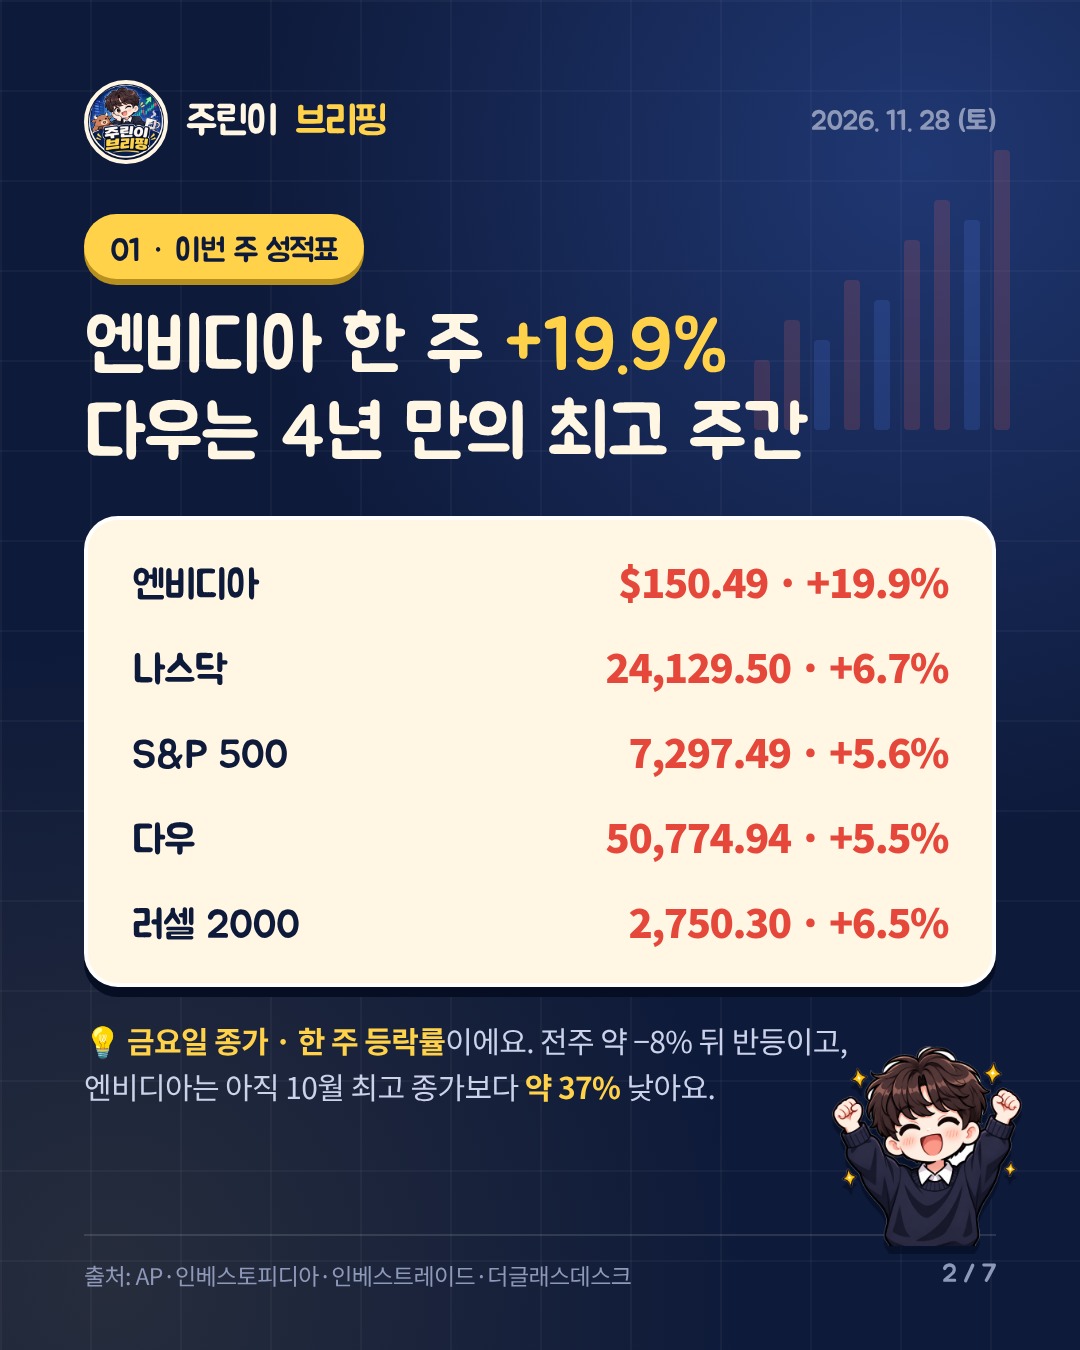 주린이 브리핑
주린이 브리핑
2026. 11. 28 (토)
01 · 이번 주 성적표
엔비디아 한 주 +19.9%
다우는 4년 만의 최고 주간
엔비디아 $150.49 · +19.9%
나스닥 24,129.50 · +6.7%
S&P 500 7,297.49 · +5.6%
다우 50,774.94 · +5.5%
러셀 2000 2,750.30 · +6.5%
💡 금요일 종가 · 한 주 등락률이에요. 전주 약 −8% 뒤 반등이고,
엔비디아는 아직 10월 최고 종가보다 약 37% 낮아요.
출처: AP·인베스토피디아·인베스트레이드·더글래스데스크
2 / 7